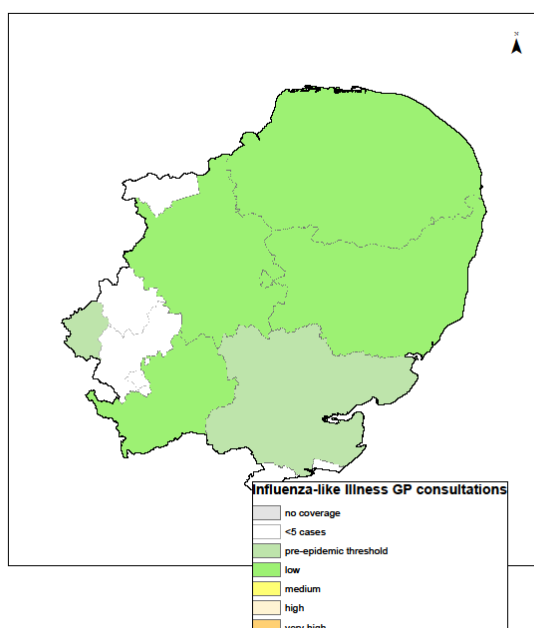 Influenza-like Illness GP consultations
no coverage
<5 cases
pre-epidemic threshold
low
medium
high
very high